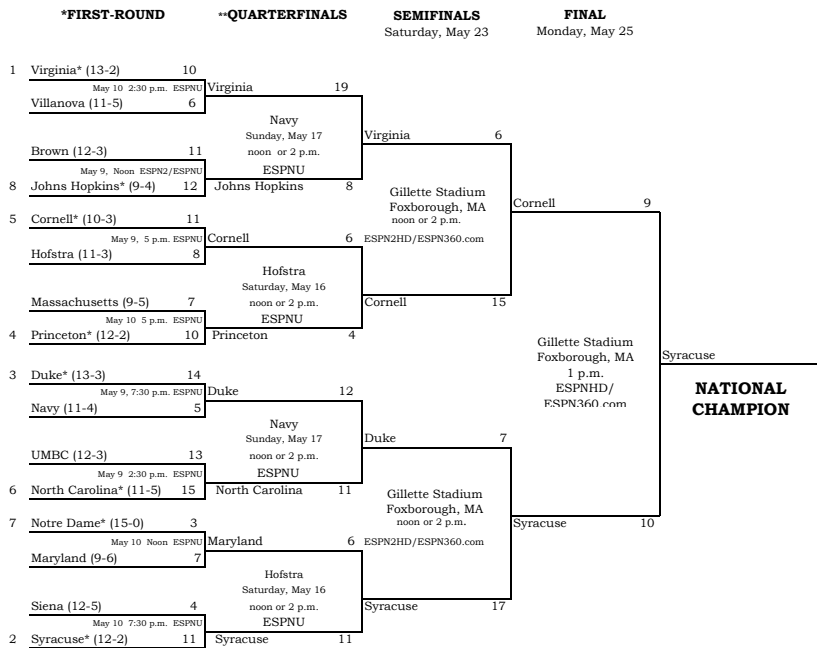 *FIRST-ROUND
**QUARTERFINALS
SEMIFINALS
Saturday, May 23
FINAL
Monday, May 25
1 Virginia* (13-2) 10
May 10 2:30 p.m. ESPNU
Villanova (11-5) 6
Brown (12-3) 11
May 9, Noon ESPN2/ESPNU
8 Johns Hopkins* (9-4) 12
5 Cornell* (10-3) 11
May 9, 5 p.m. ESPNU
Hofstra (11-3) 8
Massachusetts (9-5) 7
May 10 5 p.m. ESPNU
4 Princeton* (12-2) 10
3 Duke* (13-3) 14
May 9, 7:30 p.m. ESPNU
Navy (11-4) 5
UMBC (12-3) 13
May 9 2:30 p.m. ESPNU
6 North Carolina* (11-5) 15
7 Notre Dame* (15-0) 3
May 10 Noon ESPNU
Maryland (9-6) 7
Siena (12-5) 4
May 10 7:30 p.m. ESPNU
2 Syracuse* (12-2) 11
Virginia 19
Navy
Sunday, May 17
noon or 2 p.m.
ESPNU
Johns Hopkins 8
Cornell 6
Hofstra
Saturday, May 16
noon or 2 p.m.
ESPNU
Princeton 4
Duke 12
Navy
Sunday, May 17
noon or 2 p.m.
ESPNU
North Carolina 11
Maryland 6
Hofstra
Saturday, May 16
noon or 2 p.m.
ESPNU
Syracuse 11
Virginia 6
Gillette Stadium
Foxborough, MA
noon or 2 p.m.
ESPN2HD/ESPN360.com
Cornell 15
Duke 7
Gillette Stadium
Foxborough, MA
noon or 2 p.m.
ESPN2HD/ESPN360.com
Syracuse 17
Cornell 9
Gillette Stadium
Foxborough, MA
1 p.m.
ESPNHD/
ESPN360.com
Syracuse 10
Syracuse
NATIONAL
CHAMPION